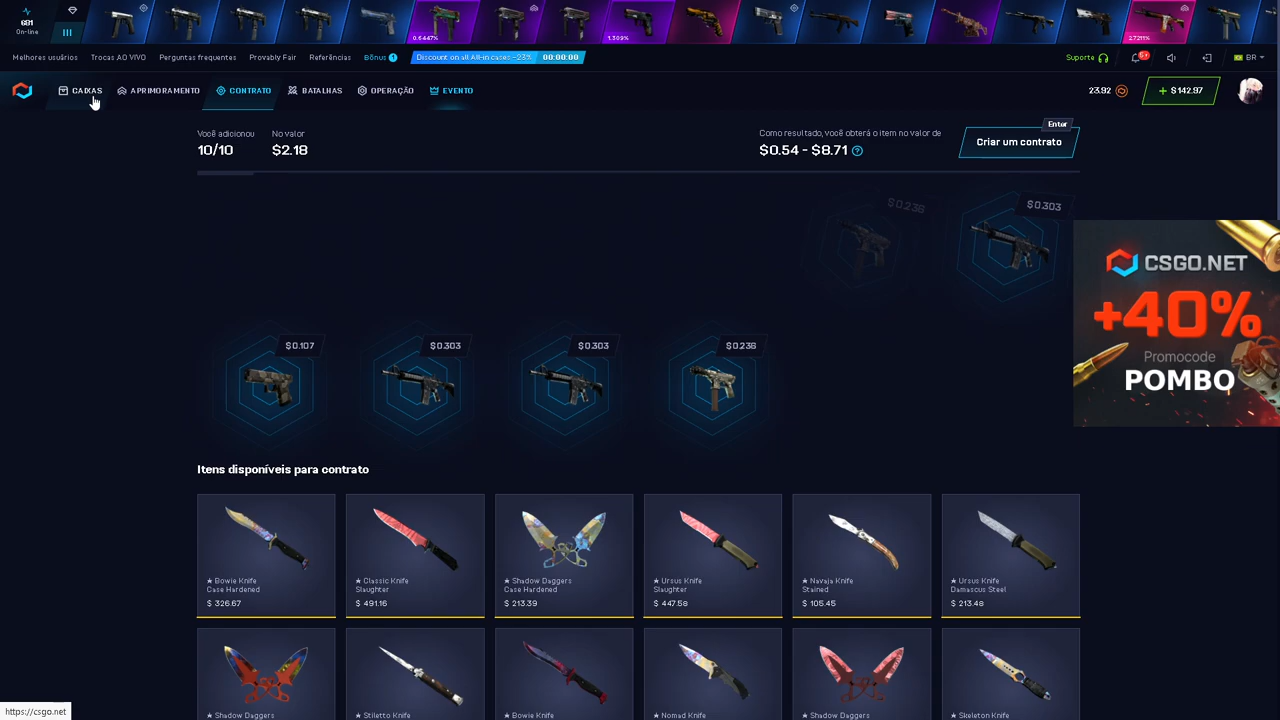 681
On-line
0.6447%
1.309%
2.7211%
Melhores usuários
Trocas AO VIVO
Perguntas frequentes
Provably Fair
Referências
Bônus
Discount on all All-in cases -23%
00:00:00
Suporte
BR
CAIXAS
APRIMORAMENTO
CONTRATO
BATALHAS
OPERAÇÃO
EVENTO
23.92
+ $ 142.97
Você adicionou
10/10
No valor
$2.18
Como resultado, você obterá o item no valor de
$0.54 - $8.71
Enter
Criar um contrato
$0.236
$0.303
CSGO.NET
+40%
Promocode
POMBO
$0.107
$0.303
$0.303
$0.236
Itens disponíveis para contrato
★ Bowie Knife
Case Hardened
$ 326.67
★ Classic Knife
Slaughter
$ 491.16
★ Shadow Daggers
Case Hardened
$ 213.39
★ Ursus Knife
Slaughter
$ 447.58
★ Navaja Knife
Stained
$ 105.45
★ Ursus Knife
Damascus Steel
$ 213.48
★ Shadow Daggers
★ Stiletto Knife
★ Bowie Knife
★ Nomad Knife
★ Shadow Daggers
★ Skeleton Knife
https://csgo.net